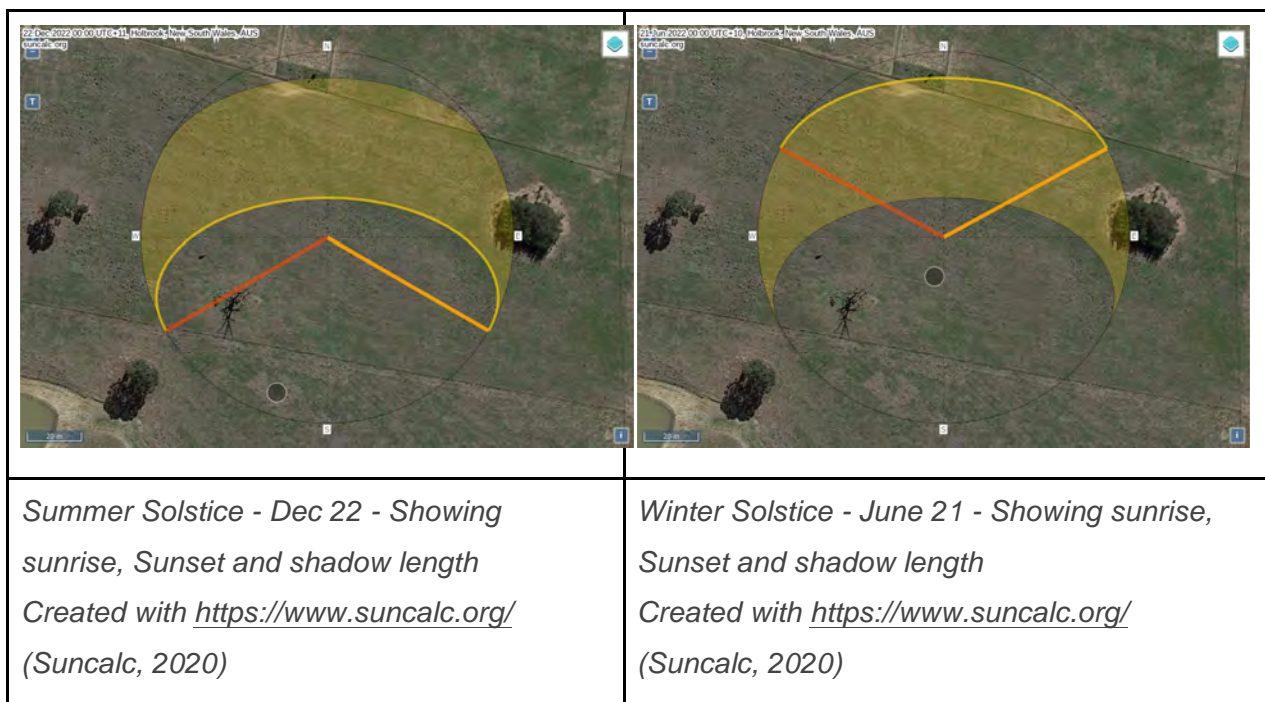 22-Dec-2022 00:00 UTC+11, Holbrook, New South Wales, AUS
suncalc.org
N
T
W
E
S
20 m
i
21-Jun-2022 00:00 UTC+10, Holbrook, New South Wales, AUS
suncalc.org
N
T
W
E
S
20 m
i
Summer Solstice - Dec 22 - Showing
sunrise, Sunset and shadow length
Created with https://www.suncalc.org/
(Suncalc, 2020)
Winter Solstice - June 21 - Showing sunrise,
Sunset and shadow length
Created with https://www.suncalc.org/
(Suncalc, 2020)